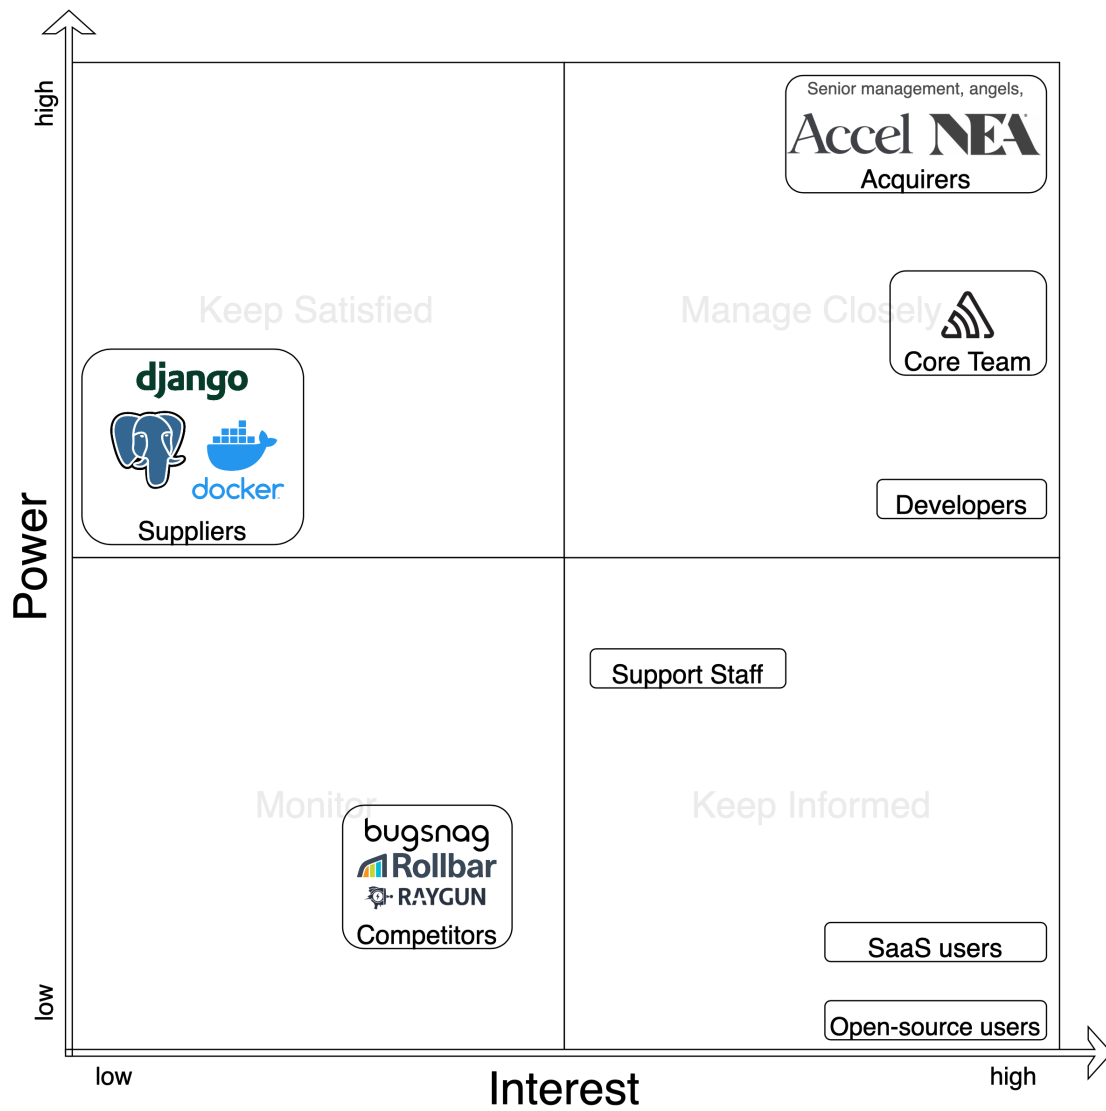 high
Senior management, angels,
Accel NEA
Acquirers
Keep Satisfied
Manage Closely
Core Team
django
docker
Suppliers
Developers
Power
Support Staff
Monitor
Keep Informed
bugsnag
Rollbar
RAYGUN
Competitors
SaaS users
Open-source users
low
low
Interest
high